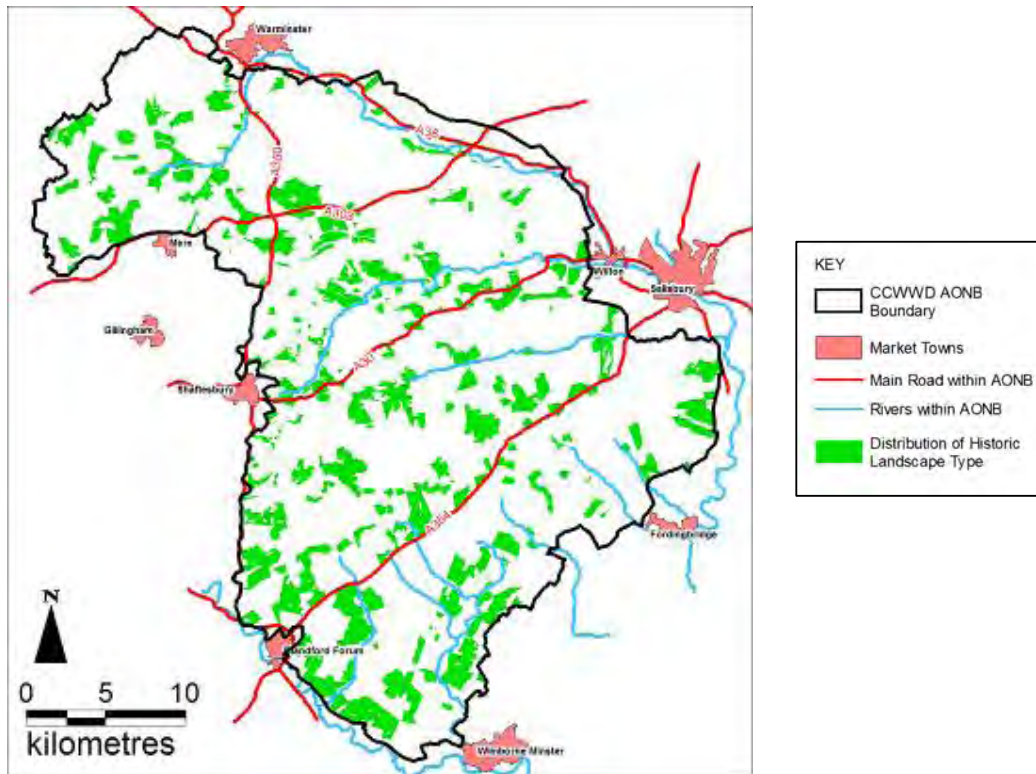 Warminster
A36
A350
A303
Mere
Wilton
Salisbury
Gillingham
A30
Shaftesbury
A354
Fordingbridge
N
Blandford Forum
0 5 10
kilometres
Wimborne Minster
KEY
CCWWD AONB
Boundary
Market Towns
Main Road within AONB
Rivers within AONB
Distribution of Historic
Landscape Type